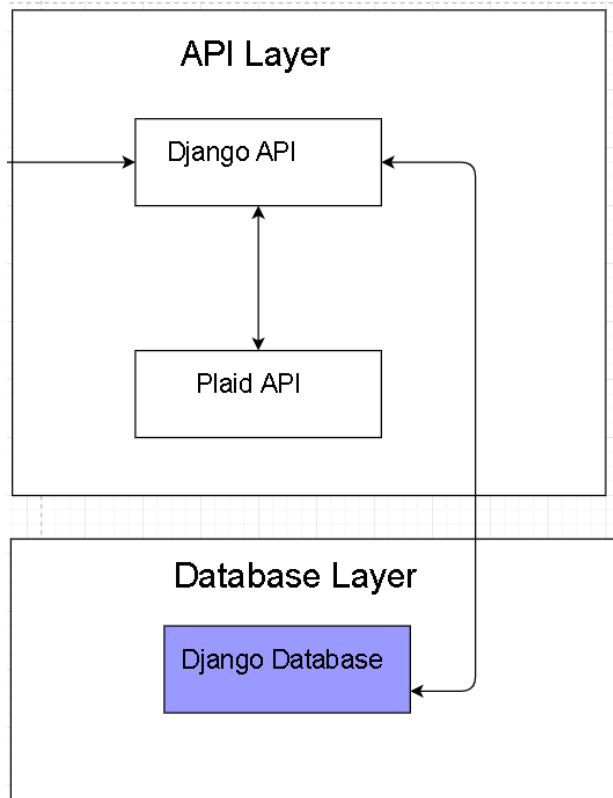 API Layer
Django API
Plaid API
Database Layer
Django Database